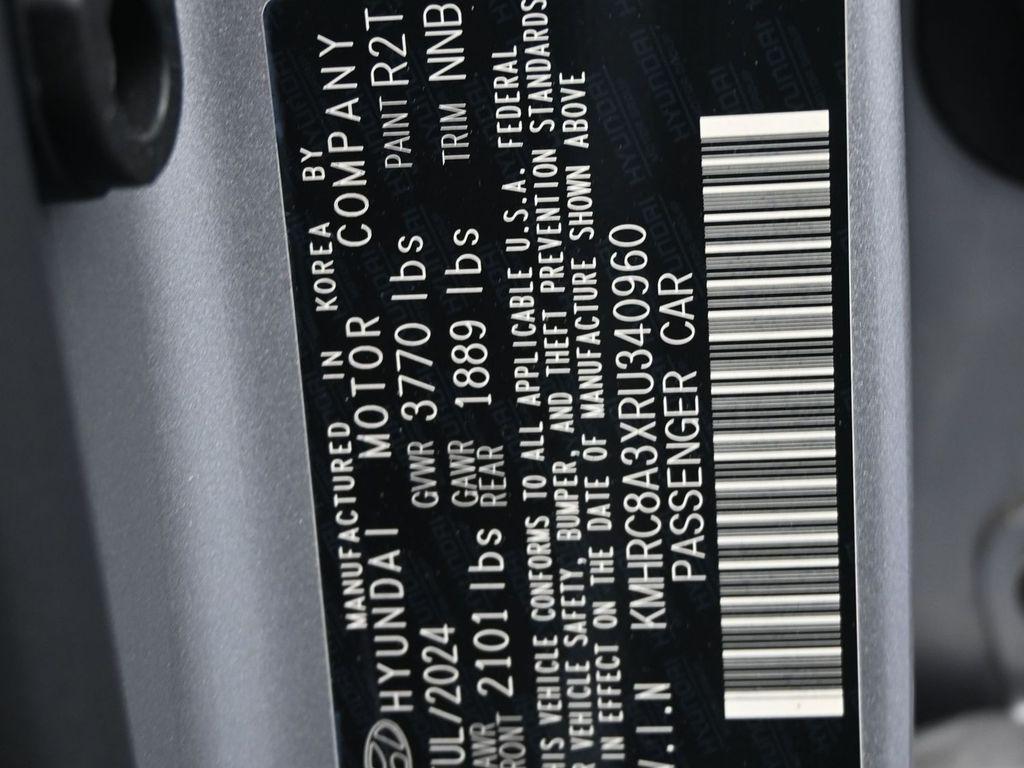 MANUFACTURED IN KOREA BY
HYUNDAI MOTOR COMPANY
UL/2024 GVWR 3770 lbs PAINT R2T
AWR FRONT 2101 lbs GAWR REAR 1889 lbs TRIM NNB
HIS VEHICLE CONFORMS TO ALL APPLICABLE U.S.A. FEDERAL
VEHICLE SAFETY, BUMPER, AND THEFT PREVENTION STANDARDS
IN EFFECT ON THE DATE OF MANUFACTURE SHOWN ABOVE
V.I.N KMHRC8A3XRU340960
PASSENGER CAR